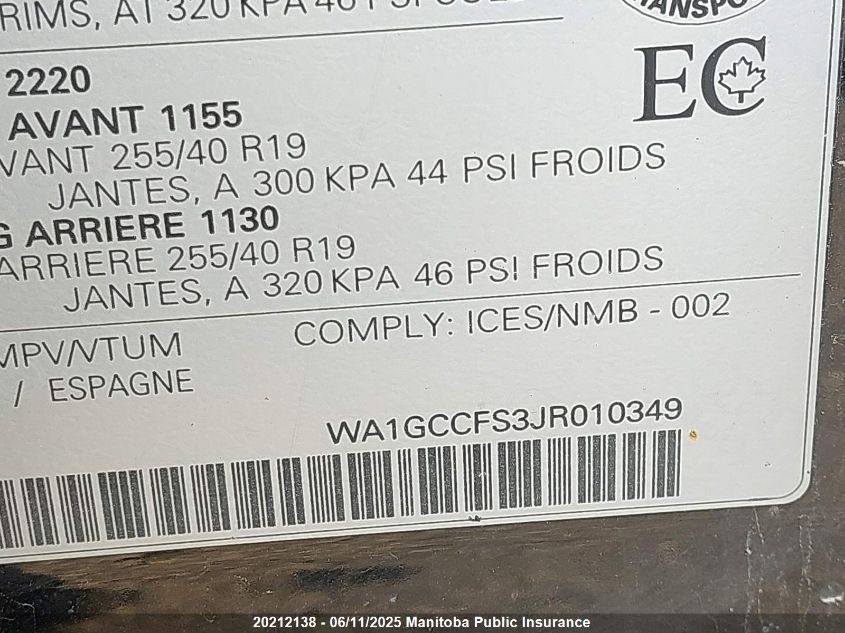 RIMS, AT 320 KPA 46 PSI
TRANSPO
EC
2220
AVANT 1155
AVANT 255/40 R19
JANTES, A 300 KPA 44 PSI FROIDS
G ARRIERE 1130
ARRIERE 255/40 R19
JANTES, A 320 KPA 46 PSI FROIDS
MPV/VTUM
COMPLY: ICES/NMB - 002
/ ESPAGNE
WA1GCCFS3JR010349
20212138 - 06/11/2025 Manitoba Public Insurance